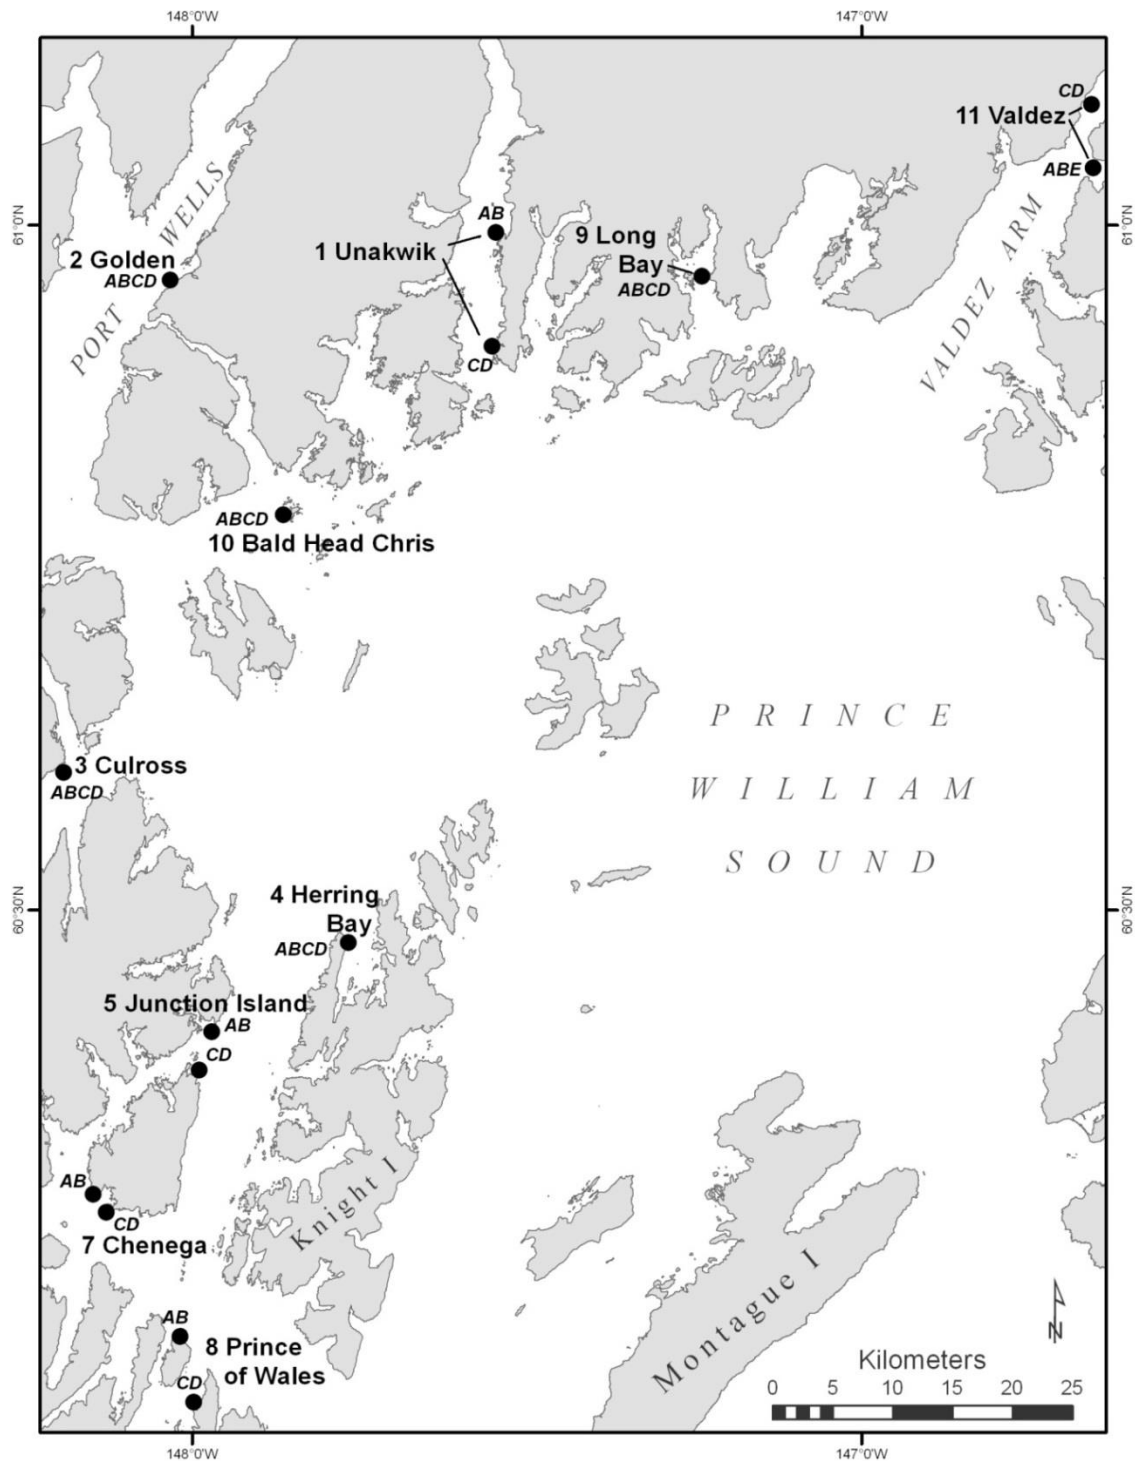 148°0'W
147°0'W
CD
11 Valdez
ABE
61°0'N
61°0'N
PORT WELLS
2 Golden
ABCD
AB
1 Unakwik
CD
9 Long
Bay
ABCD
VALDEZ ARM
ABCD
10 Bald Head Chris
PRINCE
WILLIAM
SOUND
3 Culross
ABCD
60°30'N
60°30'N
4 Herring
Bay
ABCD
5 Junction Island
AB
CD
Knight I
AB
CD
7 Chenega
AB
8 Prince
of Wales
CD
Montague I
N
Kilometers
0 5 10 15 20 25
148°0'W
147°0'W